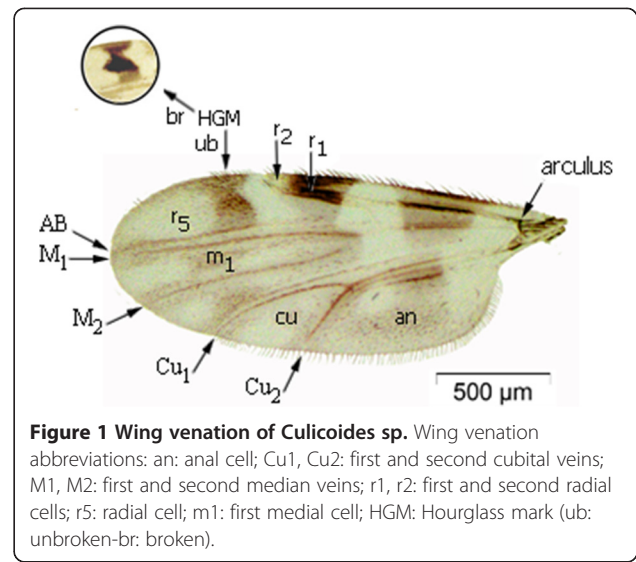 br HGM
ub
r2
r1
arculus
AB
r5
M1
m1
M2
cu
an
Cu1
Cu2
500 µm
Figure 1 Wing venation of Culicoides sp. Wing venation
abbreviations: an: anal cell; Cu1, Cu2: first and second cubital veins;
M1, M2: first and second median veins; r1, r2: first and second radial
cells; r5: radial cell; m1: first medial cell; HGM: Hourglass mark (ub:
unbroken-br: broken).